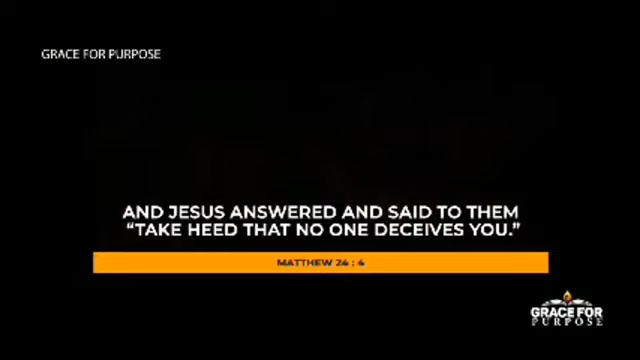 GRACE FOR PURPOSE
AND JESUS ANSWERED AND SAID TO THEM
“TAKE HEED THAT NO ONE DECEIVES YOU.”
MATTHEW 24 : 4
GRACE FOR
PURPOSE